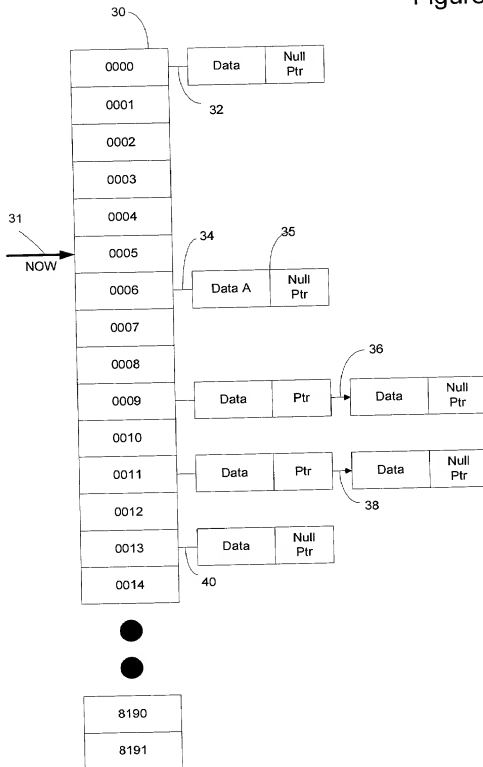 Figure
30
0000
Data
Null
Ptr
32
0001
0002
0003
0004
31
NOW
0005
34
35
0006
Data A
Null
Ptr
0007
0008
36
0009
Data
Ptr
Data
Null
Ptr
0010
0011
Data
Ptr
Data
Null
Ptr
38
0012
0013
Data
Null
Ptr
40
0014
8190
8191